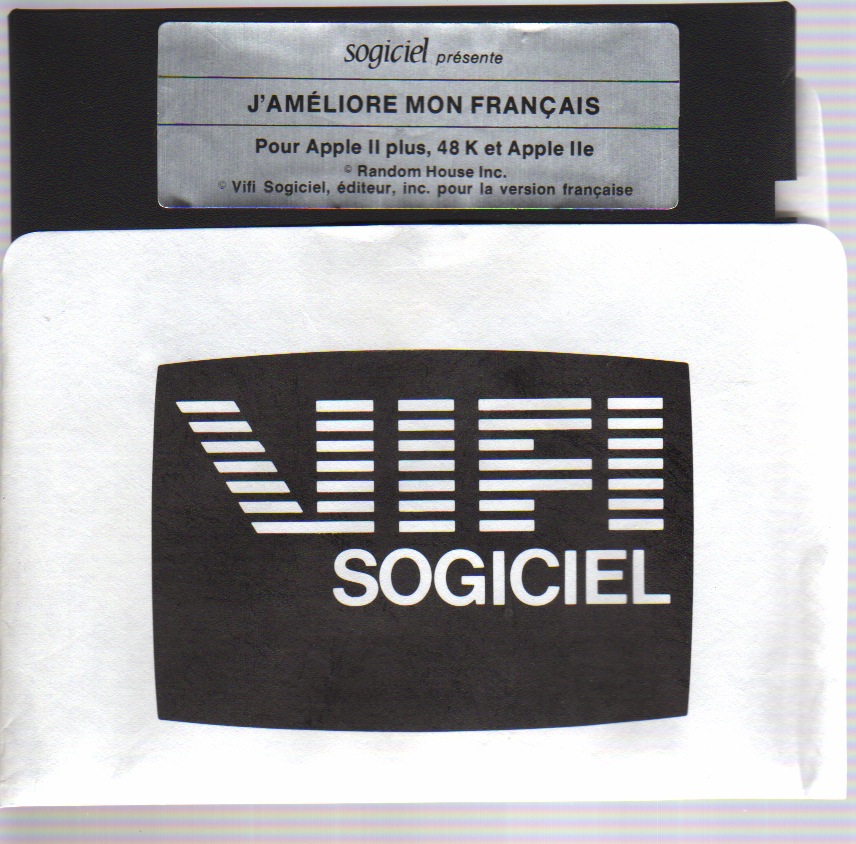 sogiciel présente
J'AMÉLIORE MON FRANÇAIS
Pour Apple II plus, 48 K et Apple IIe
© Random House Inc.
© Vifi Sogiciel, éditeur, inc. pour la version française
VIFI
SOGICIEL